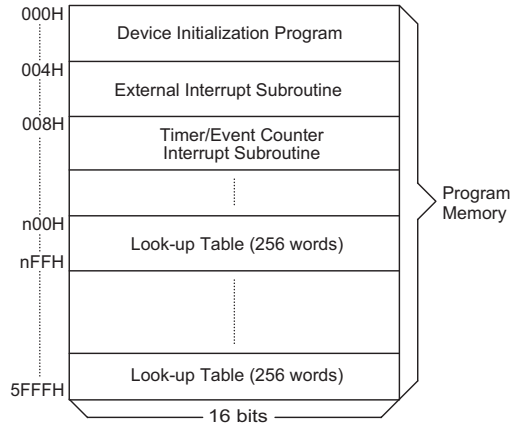 000H
Device Initialization Program
004H
External Interrupt Subroutine
008H
Timer/Event Counter
Interrupt Subroutine
Program
Memory
n00H
Look-up Table (256 words)
nFFH
Look-up Table (256 words)
5FFFH
16 bits